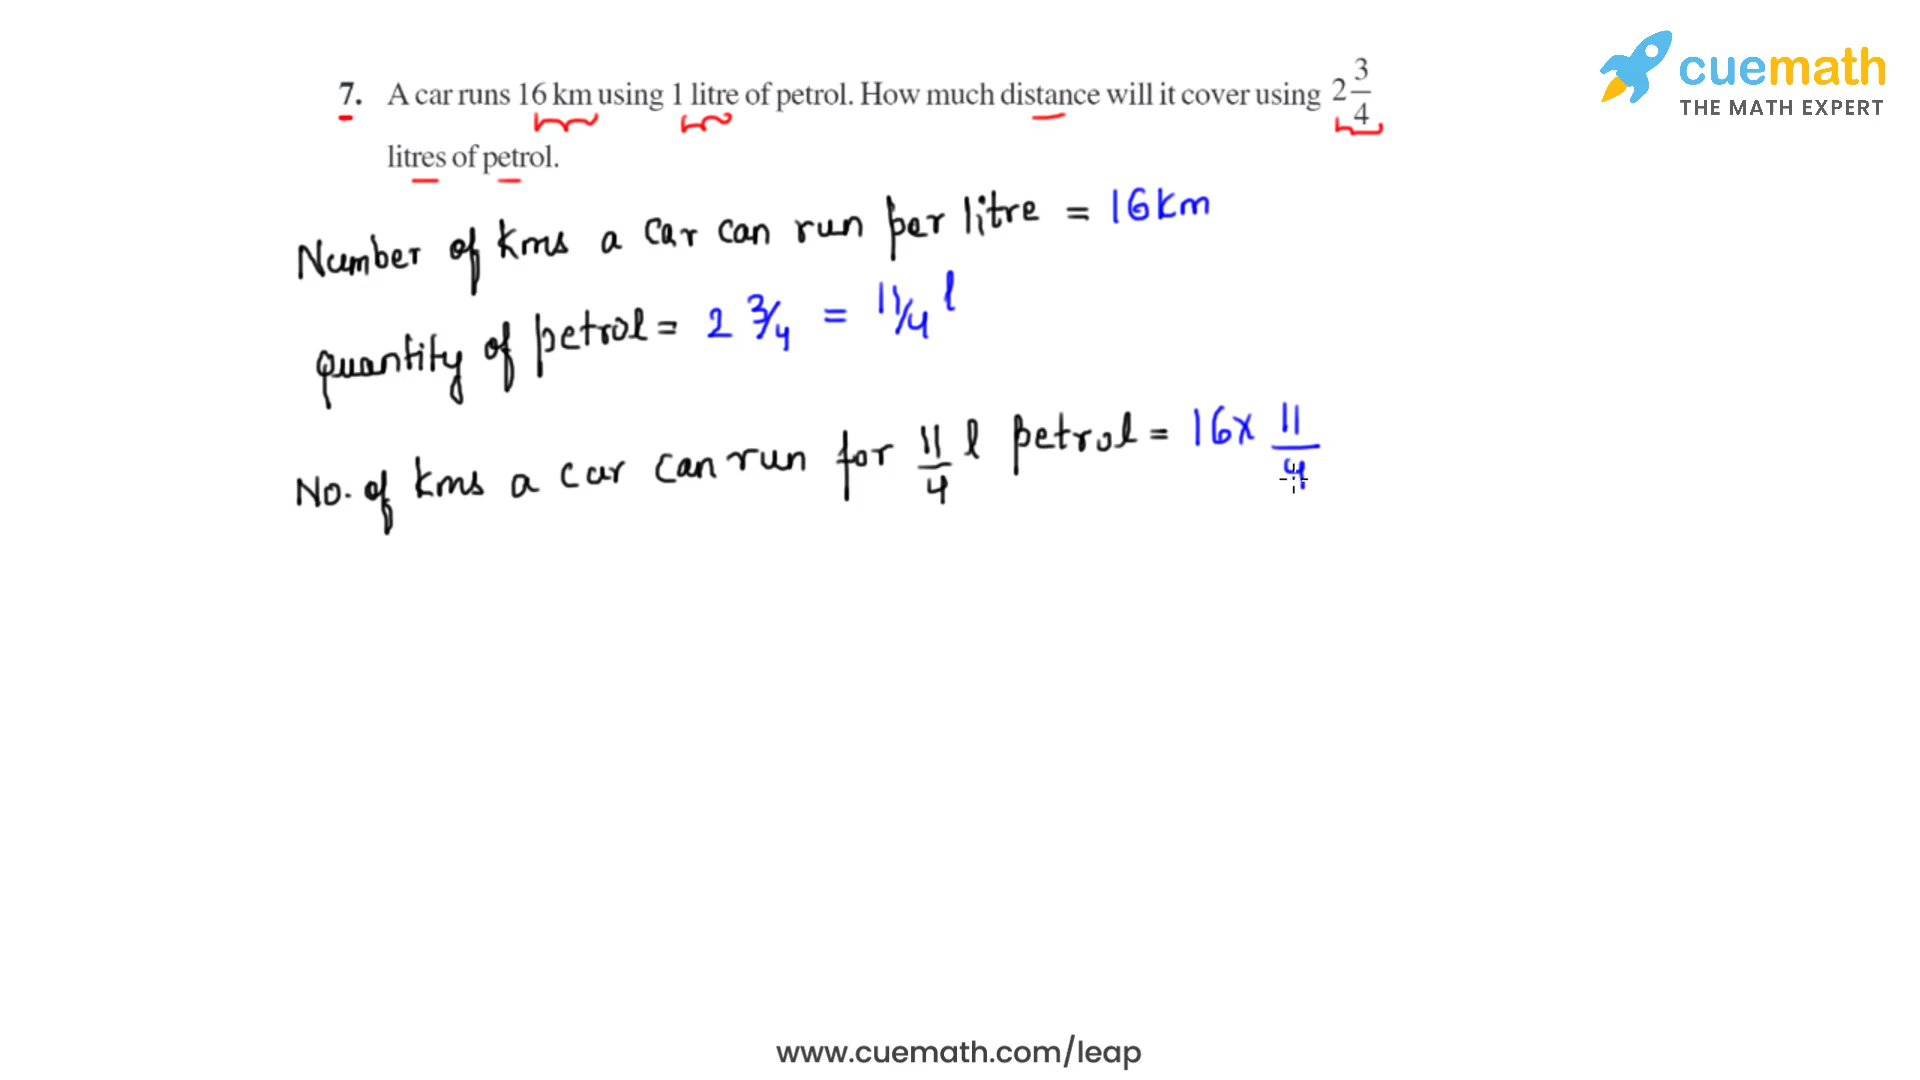 cuemath
THE MATH EXPERT
7. A car runs 16 km using 1 litre of petrol. How much distance will it cover using 2 3/4
litres of petrol.
Number of kms a car can run per litre = 16km
quantity of petrol = 2 3/4 = 11/4 l
No. of kms a car can run for 11/4 l petrol = 16 x 11/4
www.cuemath.com/leap